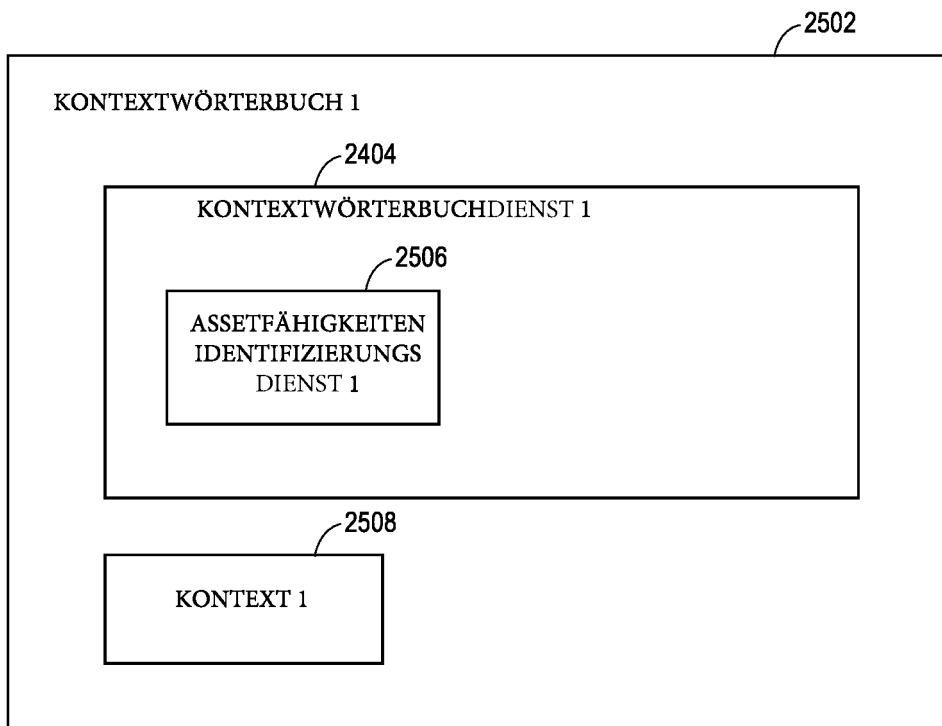 2502
KONTEXTWÖRTERBUCH 1
2404
KONTEXTWÖRTERBUCHDIENST 1
2506
ASSETFÄHIGKEITEN
IDENTIFIZIERUNGS
DIENST 1
2508
KONTEXT 1